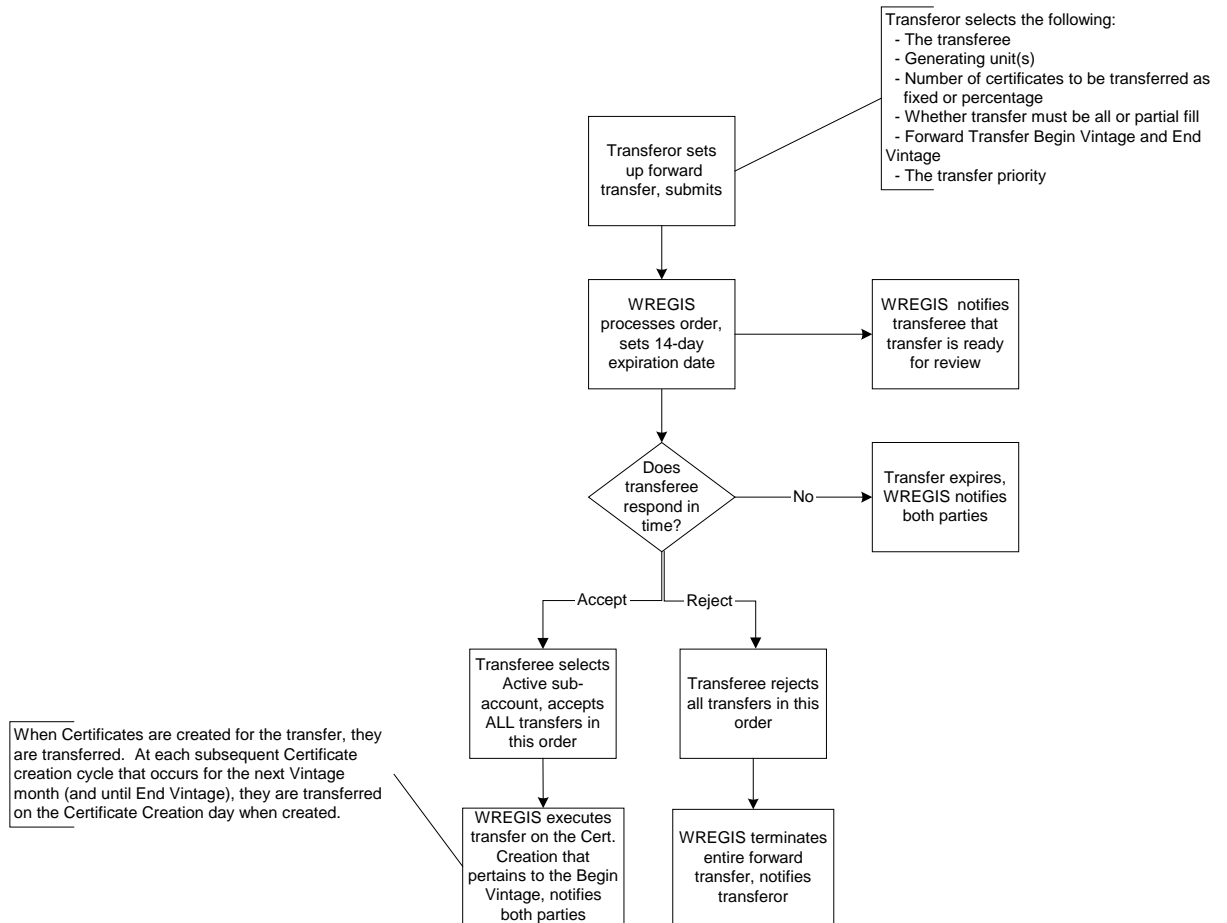 Transferor selects the following:
- The transferee
- Generating unit(s)
- Number of certificates to be transferred as
fixed or percentage
- Whether transfer must be all or partial fill
- Forward Transfer Begin Vintage and End
Vintage
- The transfer priority
Transferor sets
up forward
transfer, submits
WREGIS
processes order,
sets 14-day
expiration date
WREGIS notifies
transferee that
transfer is ready
for review
Does
transferee
respond in
time?
No
Transfer expires,
WREGIS notifies
both parties
Accept
Reject
Transferee selects
Active sub-
account, accepts
ALL transfers in
this order
Transferee rejects
all transfers in this
order
When Certificates are created for the transfer, they
are transferred. At each subsequent Certificate
creation cycle that occurs for the next Vintage
month (and until End Vintage), they are transferred
on the Certificate Creation day when created.
WREGIS executes
transfer on the Cert.
Creation that
pertains to the Begin
Vintage, notifies
both parties
WREGIS terminates
entire forward
transfer, notifies
transferor